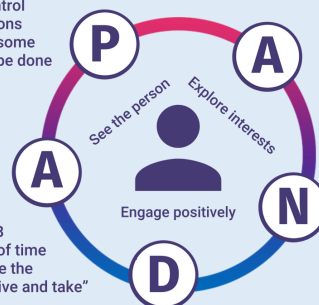 ntrol
ons
some
be done
P
A
See the person
Explore interests
A
N
Engage positively
3
of time
e the
ive and take"
D